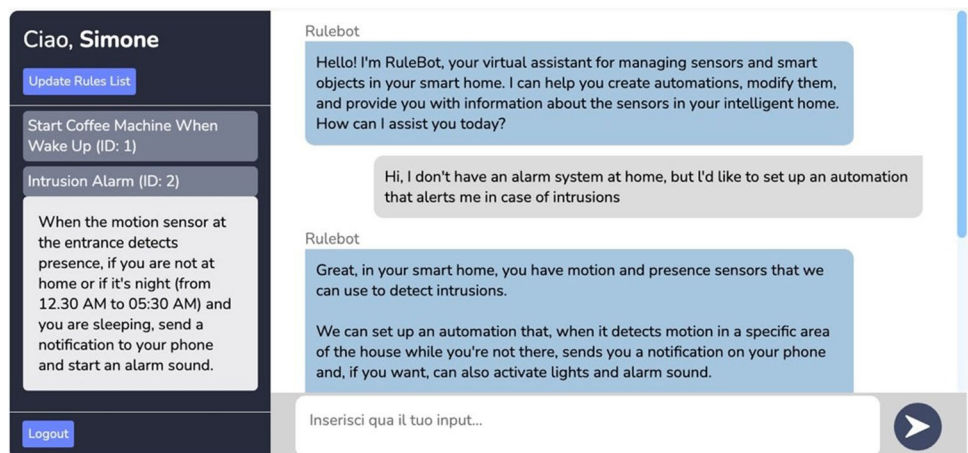 Ciao, Simone
Update Rules List
Start Coffee Machine When
Wake Up (ID: 1)
Intrusion Alarm (ID: 2)
When the motion sensor at
the entrance detects
presence, if you are not at
home or if it's night (from
12.30 AM to 05:30 AM) and
you are sleeping, send a
notification to your phone
and start an alarm sound.
Logout
Rulebot
Hello! I'm RuleBot, your virtual assistant for managing sensors and smart
objects in your smart home. I can help you create automations, modify them,
and provide you with information about the sensors in your intelligent home.
How can I assist you today?
Hi, I don't have an alarm system at home, but I'd like to set up an automation
that alerts me in case of intrusions
Rulebot
Great, in your smart home, you have motion and presence sensors that we
can use to detect intrusions.
We can set up an automation that, when it detects motion in a specific area
of the house while you're not there, sends you a notification on your phone
and, if you want, can also activate lights and alarm sound.
Inserisci qua il tuo input...